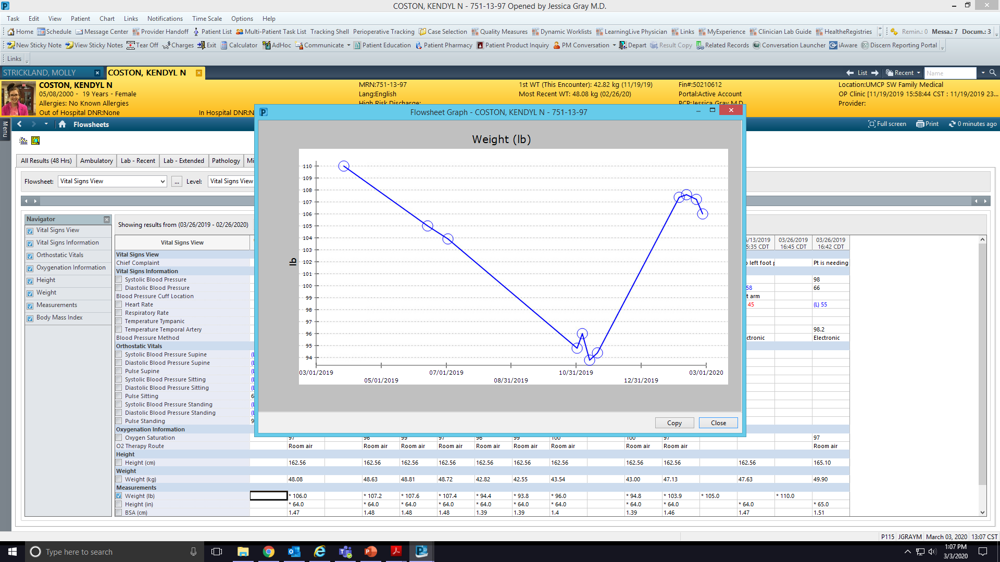 COSTON, KENDYL N - 751-13-97 Opened by Jessica Gray M.D.
Task Edit View Patient Chart Links Notifications Time Scale Options Help
Home Schedule Message Center Provider Handoff Patient List Multi-Patient Task List Tracking Shell Perioperative Tracking Case Selection Quality Measures Dynamic Worklists LearningLive Physician Links MyExperience Clinician Lab Guide HealtheRegistries Remin.: 0 Messa.: 7 Docum.: 3
New Sticky Note View Sticky Notes Tear Off Charges Exit Calculator AdHoc Communicate Patient Education Patient Pharmacy Patient Product Inquiry PM Conversation Depart Result Copy Related Records Conversation Launcher iAware Discern Reporting Portal
Links
STRICKLAND, MOLLY COSTON, KENDYL N List Recent Name
COSTON, KENDYL N MRN:751-13-97 1st WT (This Encounter): 42.82 kg (11/19/19) Fin#:50210612 Location:UMCP SW Family Medical
05/08/2000 - 19 Years - Female Lang:English Most Recent WT: 48.08 kg (02/26/20) Portal:Active Account OP Clinic [11/19/2019 15:58:44 CST : 11/19/2019 23...
Allergies: No Known Allergies High Risk Discharge: PCP:Jessica Gray M.D. Provider:
Out of Hospital DNR:None In Hospital DNR:N
Menu Flowsheets Full screen Print 0 minutes ago
Flowsheet Graph - COSTON, KENDYL N - 751-13-97
Weight (lb)
110
109
108
107
106
105
104
103
102
101
100
99
98
97
96
95
94
lb
03/01/2019 07/01/2019 10/31/2019 03/01/2020
05/01/2019 08/31/2019 12/31/2019
Copy Close
All Results (48 Hrs) Ambulatory Lab - Recent Lab - Extended Pathology Mi
Flowsheet: Vital Signs View ... Level: Vital Signs View
Navigator
Vital Signs View
Vital Signs Information
Orthostatic Vitals
Oxygenation Information
Height
Weight
Measurements
Body Mass Index
Showing results from (03/26/2019 - 02/26/2020)
Vital Signs View /13/2019 03/26/2019 03/26/2019
5:35 CDT 16:45 CDT 16:42 CDT
Vital Signs View
Chief Complaint left foot Pt is needing
Vital Signs Information
Systolic Blood Pressure 98
Diastolic Blood Pressure 58 66
Blood Pressure Cuff Location t arm
Heart Rate 45 (L) 55
Respiratory Rate
Temperature Tympanic
Temperature Temporal Artery 98.2
Blood Pressure Method ctronic Electronic
Orthostatic Vitals
Systolic Blood Pressure Supine (L
Diastolic Blood Pressure Supine (L
Pulse Supine (L
Systolic Blood Pressure Sitting (L
Diastolic Blood Pressure Sitting (L
Pulse Sitting 6
Systolic Blood Pressure Standing (L
Diastolic Blood Pressure Standing (L
Pulse Standing 9
Oxygenation Information
Oxygen Saturation 97 96 99 97 96 99 100 100 97 97
O2 Therapy Route Room air Room air Room air Room air Room air Room air Room air Room air Room air Room air
Height
Height (cm) 162.56 162.56 162.56 162.56 162.56 162.56 162.56 162.56 162.56 162.56 165.10
Weight
Weight (kg) 48.08 48.63 48.81 48.72 42.82 42.55 43.54 43.00 47.13 47.63 49.90
Measurements
Weight (lb) * 106.0 * 107.2 * 107.6 * 107.4 * 94.4 * 93.8 * 96.0 * 94.8 * 103.9 * 105.0 * 110.0
Height (in) * 64.0 * 64.0 * 64.0 * 64.0 * 64.0 * 64.0 * 64.0 * 64.0 * 64.0 * 64.0 * 65.0
BSA (cm) 1.47 1.48 1.48 1.48 1.39 1.39 1.4 1.39 1.46 1.47 1.51
P115 JGRAYM March 03, 2020 13:07 CST
Type here to search
1:07 PM
3/3/2020